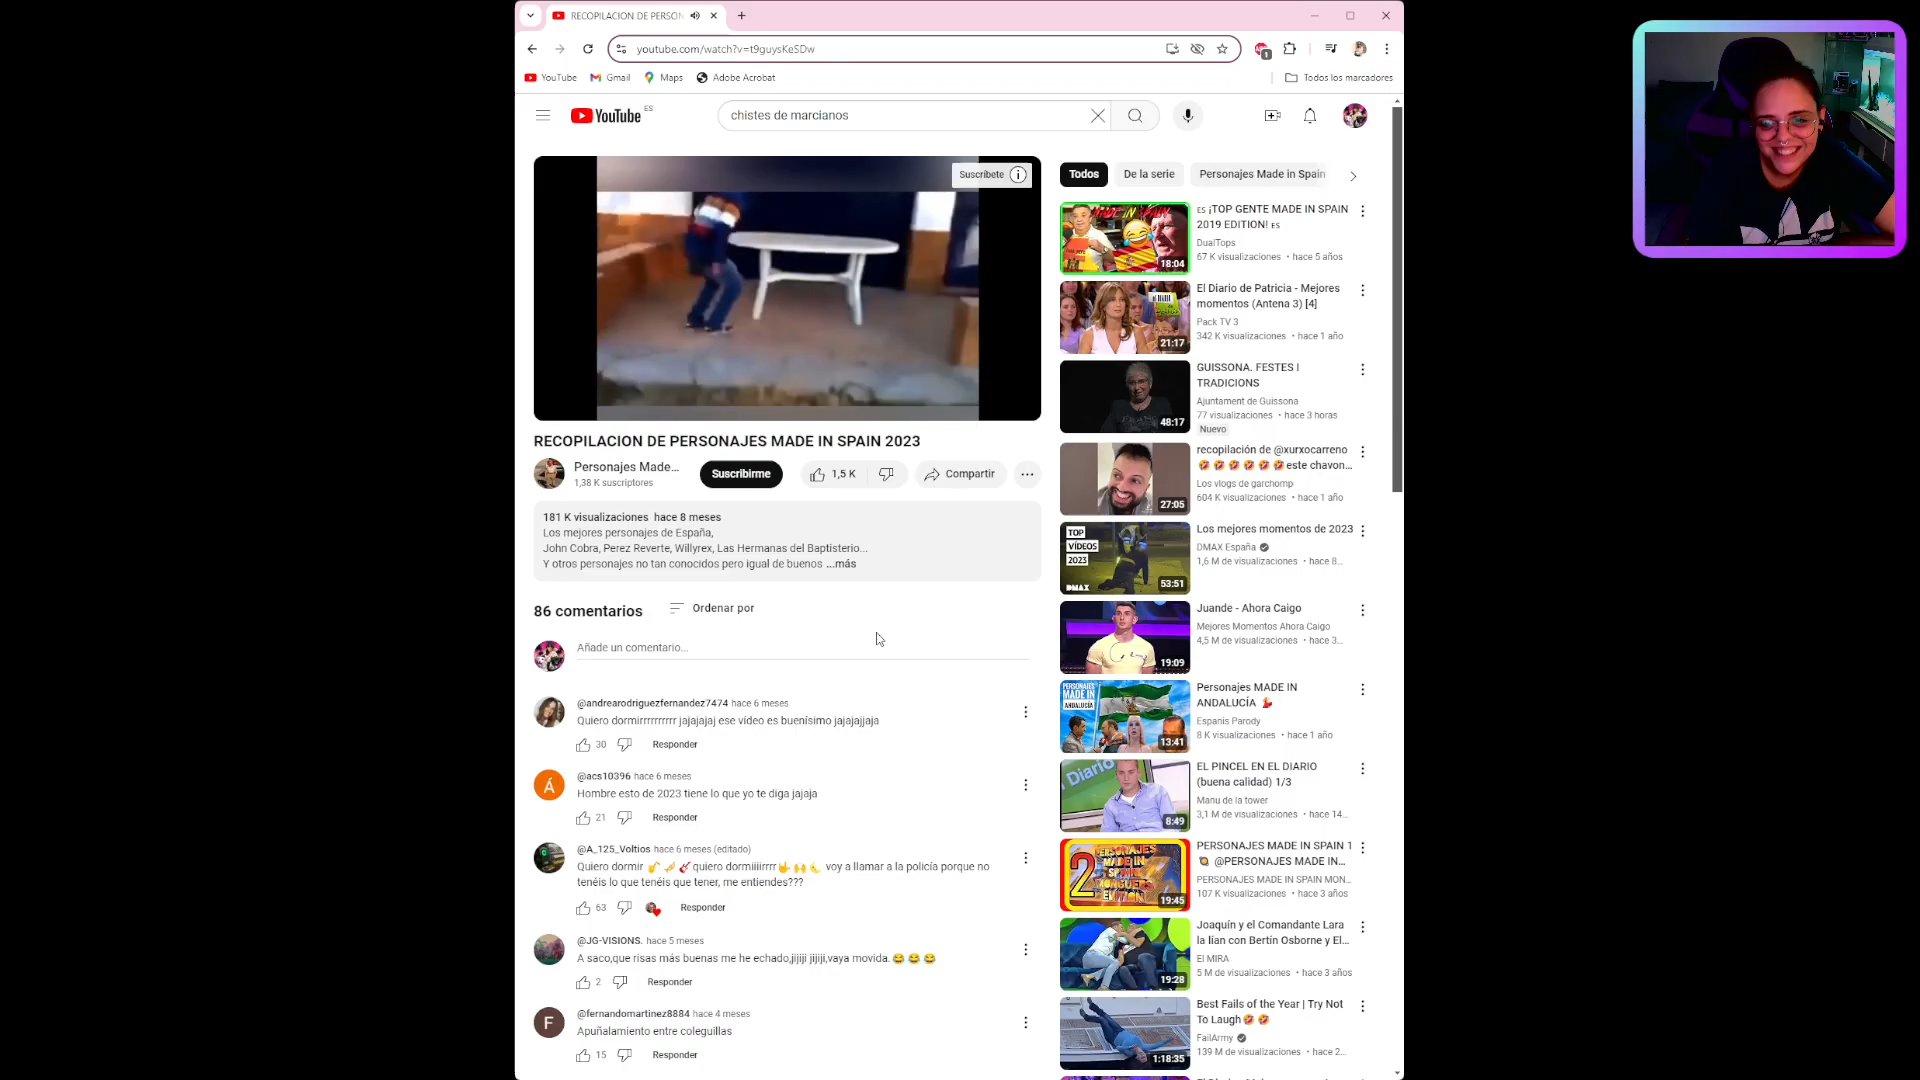 RECOPILACION DE PERSON
youtube.com/watch?v=t9guysKeSDw
1
YouTube
Gmail
Maps
Adobe Acrobat
Todos los marcadores
YouTube ES
chistes de marcianos
Suscríbete
RECOPILACION DE PERSONAJES MADE IN SPAIN 2023
Personajes Made...
1,38 K suscriptores
Suscribirme
1,5 K
Compartir
181 K visualizaciones hace 8 meses
Los mejores personajes de España,
John Cobra, Perez Reverte, Willyrex, Las Hermanas del Baptisterio...
Y otros personajes no tan conocidos pero igual de buenos ...más
86 comentarios
Ordenar por
Añade un comentario...
@andrearodriguezfernandez7474 hace 6 meses
Quiero dormirrrrrrrrrr jajajajaj ese vídeo es buenísimo jajajajjaja
30
Responder
Á
@acs10396 hace 6 meses
Hombre esto de 2023 tiene lo que yo te diga jajaja
21
Responder
@A_125_Voltios hace 6 meses (editado)
Quiero dormir 🎷🎺🎸quiero dormiiiirrrr🤟🙌🌜 voy a llamar a la policía porque no
tenéis lo que tenéis que tener, me entiendes???
63
Responder
@JG-VISIONS. hace 5 meses
A saco,que risas más buenas me he echado,jijiji jijiji,vaya movida.😂😂😂
2
Responder
F
@fernandomartinez8884 hace 4 meses
Apuñalamiento entre coleguillas
15
Responder
Todos
De la serie
Personajes Made in Spain
MADE IN SPAIN
18:04
ES ¡TOP GENTE MADE IN SPAIN
2019 EDITION! ES
DualTops
67 K visualizaciones • hace 5 años
21:17
El Diario de Patricia - Mejores
momentos (Antena 3) [4]
Pack TV 3
342 K visualizaciones • hace 1 año
48:17
GUISSONA. FESTES I
TRADICIONS
Ajuntament de Guissona
77 visualizaciones • hace 3 horas
Nuevo
27:05
recopilación de @xurxocarreno
🤣🤣🤣🤣🤣🤣este chavon...
Los vlogs de garchomp
604 K visualizaciones • hace 1 año
TOP
VÍDEOS
2023
DMAX
53:51
Los mejores momentos de 2023
DMAX España
1,6 M de visualizaciones • hace 8...
19:09
Juande - Ahora Caigo
Mejores Momentos Ahora Caigo
4,5 M de visualizaciones • hace 3...
PERSONAJES
MADE IN
ANDALUCÍA
13:41
Personajes MADE IN
ANDALUCÍA 💃
Espanis Parody
8 K visualizaciones • hace 1 año
Diario
8:49
EL PINCEL EN EL DIARIO
(buena calidad) 1/3
Manu de la tower
3,1 M de visualizaciones • hace 14...
2 PERSONAJES
MADE IN
SPAIN
MONGUERS
EDITION
19:45
PERSONAJES MADE IN SPAIN 1
🥘 @PERSONAJES MADE IN...
PERSONAJES MADE IN SPAIN MON...
107 K visualizaciones • hace 3 años
19:28
Joaquín y el Comandante Lara
la lían con Bertín Osborne y El...
El MIRA
5 M de visualizaciones • hace 3 años
1:18:35
Best Fails of the Year | Try Not
To Laugh🤣🤣
FailArmy
139 M de visualizaciones • hace 2...